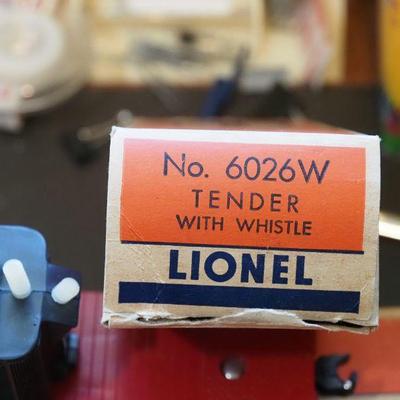 No. 6026W
TENDER
WITH WHISTLE
LIONEL